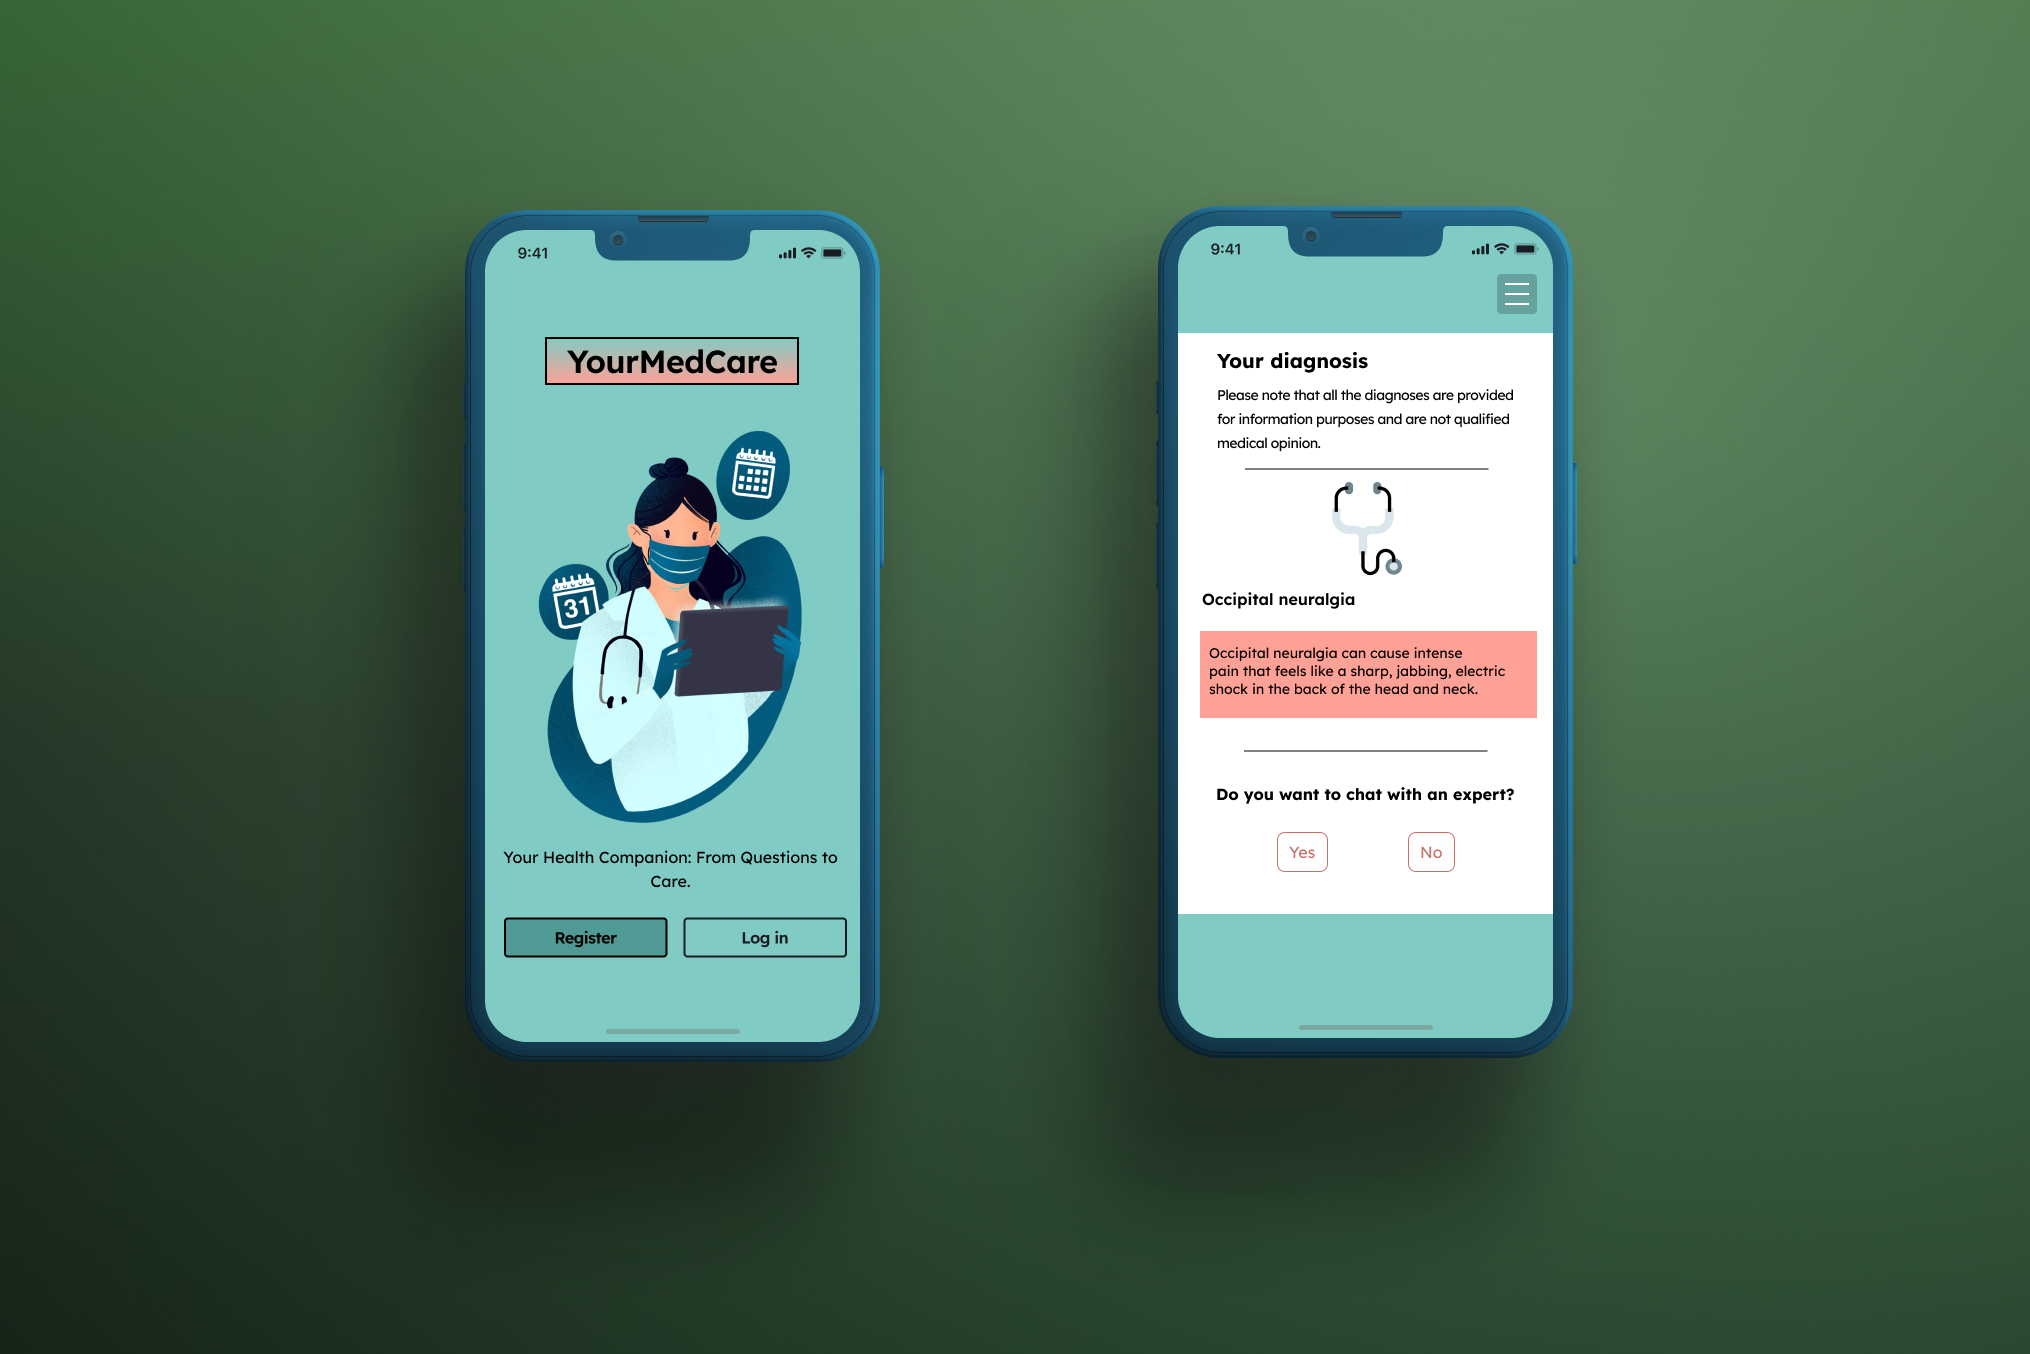 9:41
YourMedCare
31
Your Health Companion: From Questions to
Care.
Register
Log in
9:41
Your diagnosis
Please note that all the diagnoses are provided
for information purposes and are not qualified
medical opinion.
Occipital neuralgia
Occipital neuralgia can cause intense
pain that feels like a sharp, jabbing, electric
shock in the back of the head and neck.
Do you want to chat with an expert?
Yes
No